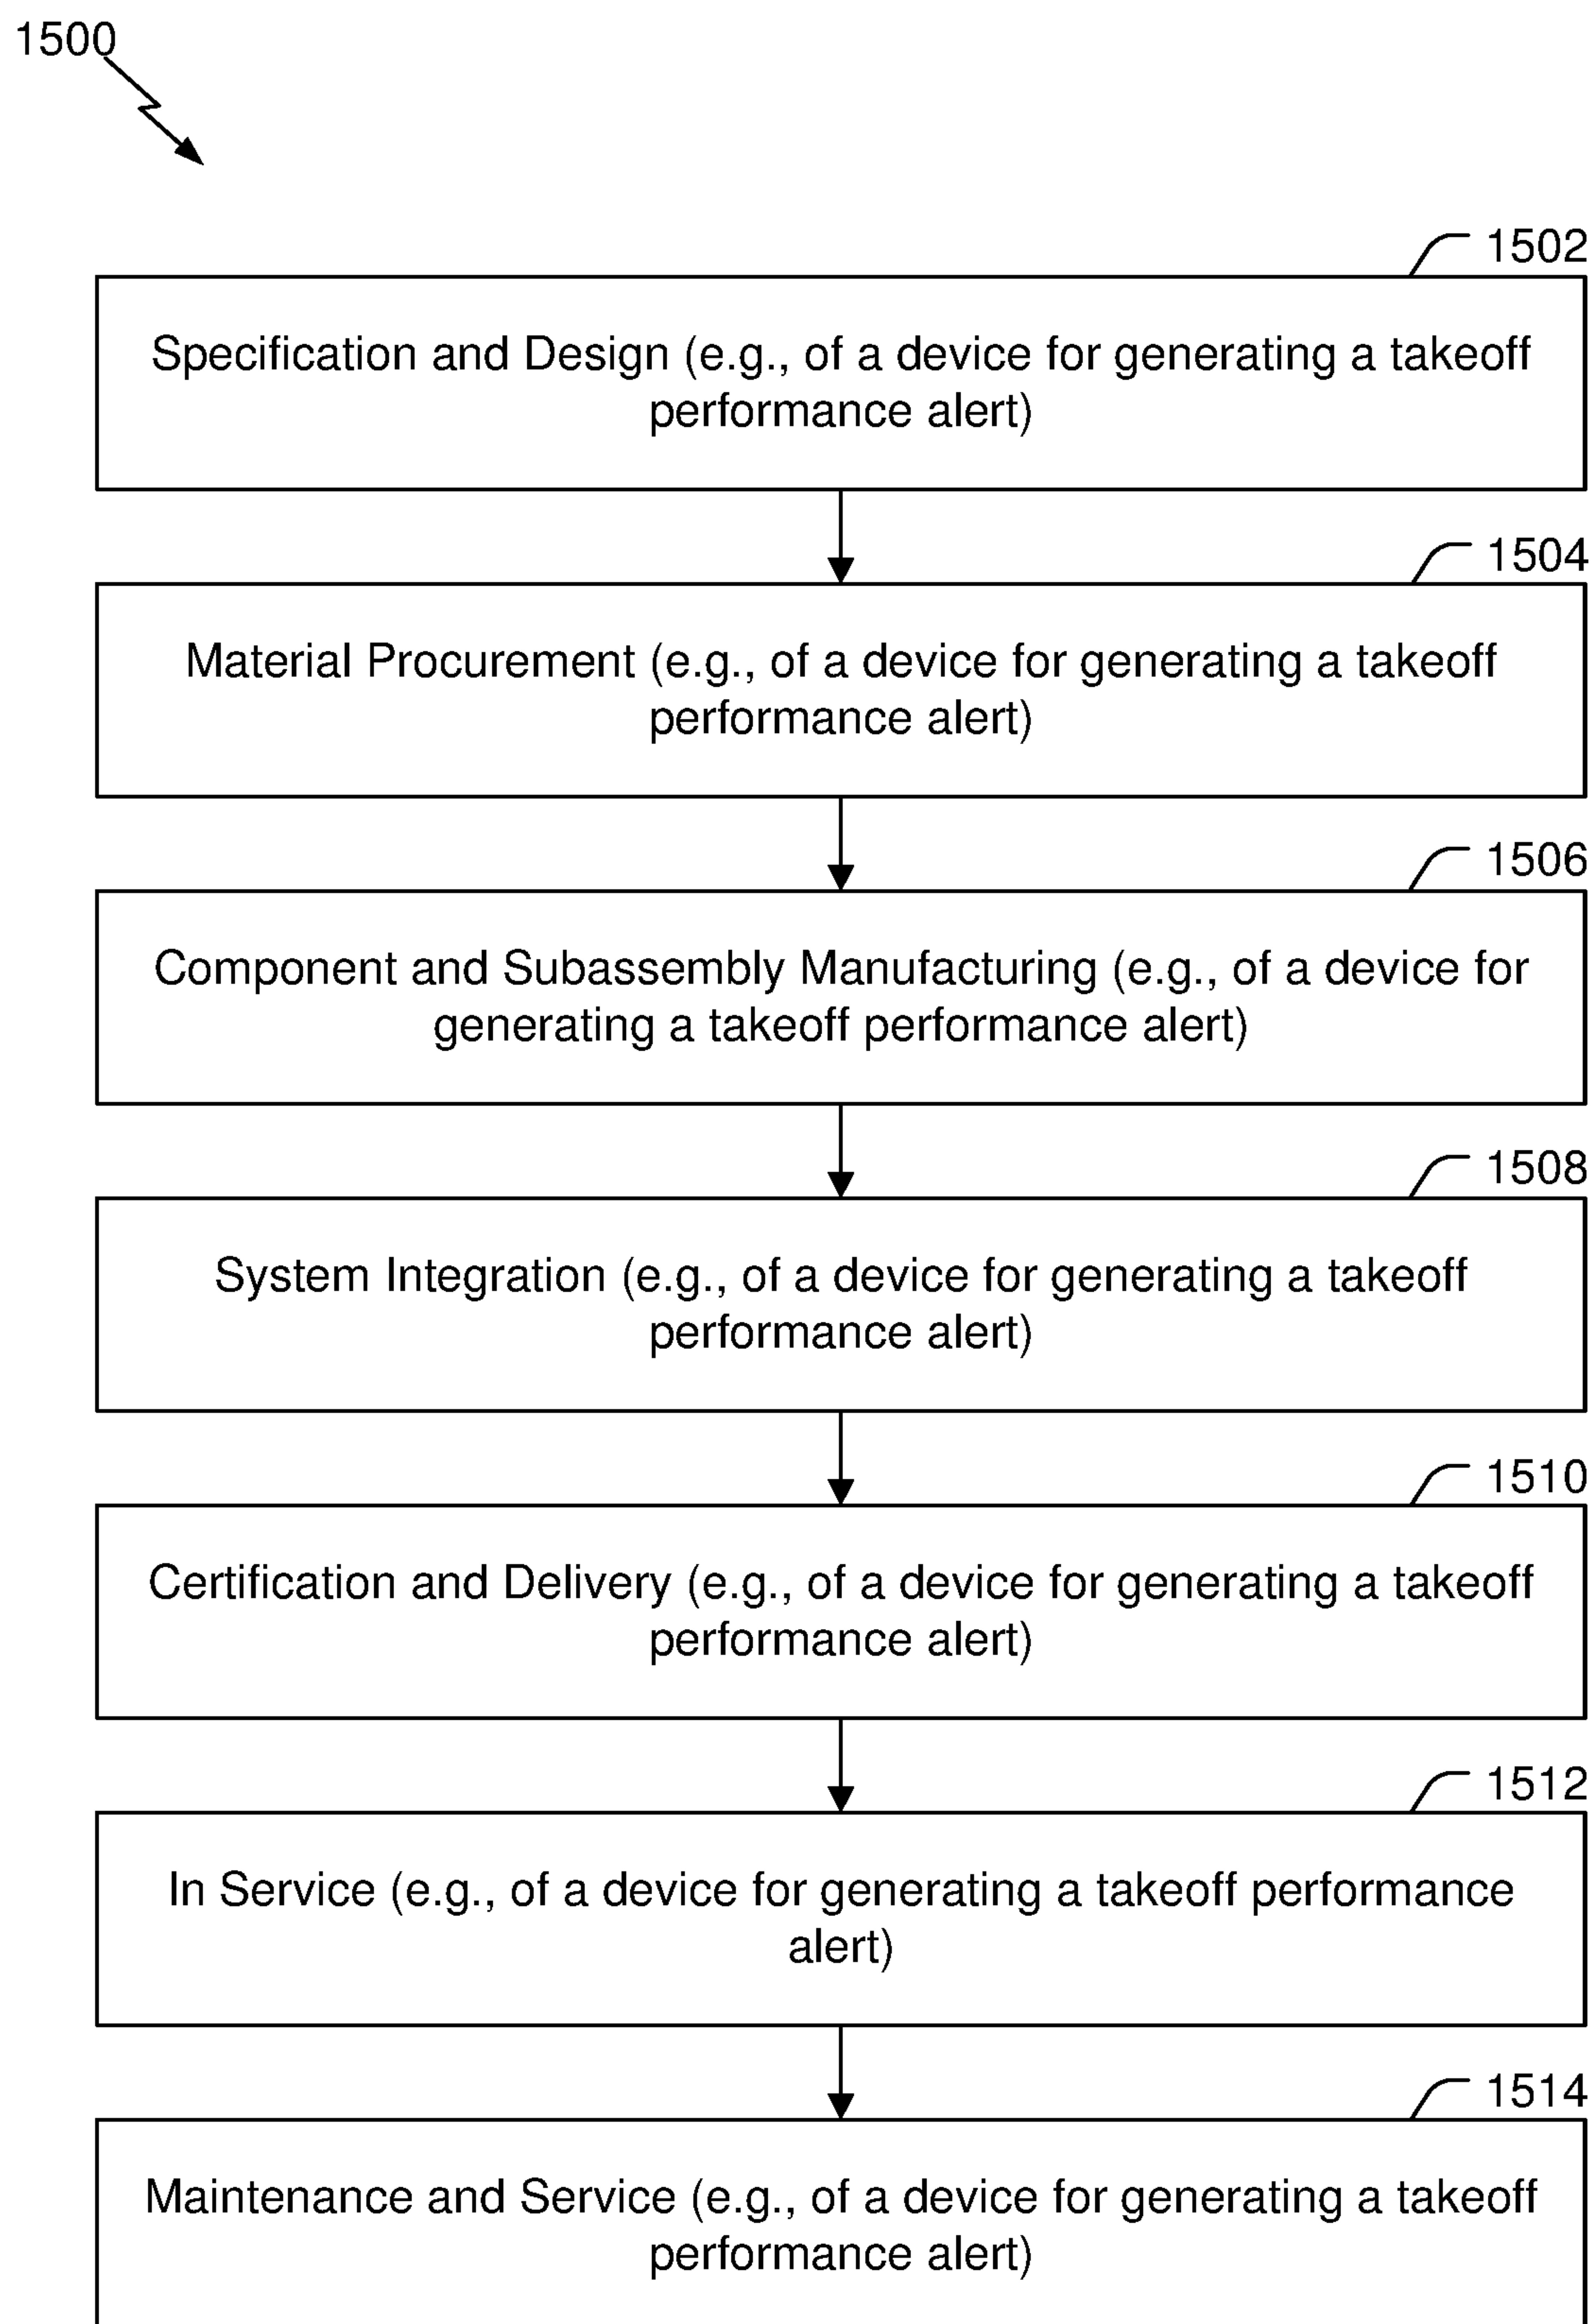 1500
1502
Specification and Design (e.g., of a device for generating a takeoff
performance alert)
1504
Material Procurement (e.g., of a device for generating a takeoff
performance alert)
1506
Component and Subassembly Manufacturing (e.g., of a device for
generating a takeoff performance alert)
1508
System Integration (e.g., of a device for generating a takeoff
performance alert)
1510
Certification and Delivery (e.g., of a device for generating a takeoff
performance alert)
1512
In Service (e.g., of a device for generating a takeoff performance
alert)
1514
Maintenance and Service (e.g., of a device for generating a takeoff
performance alert)